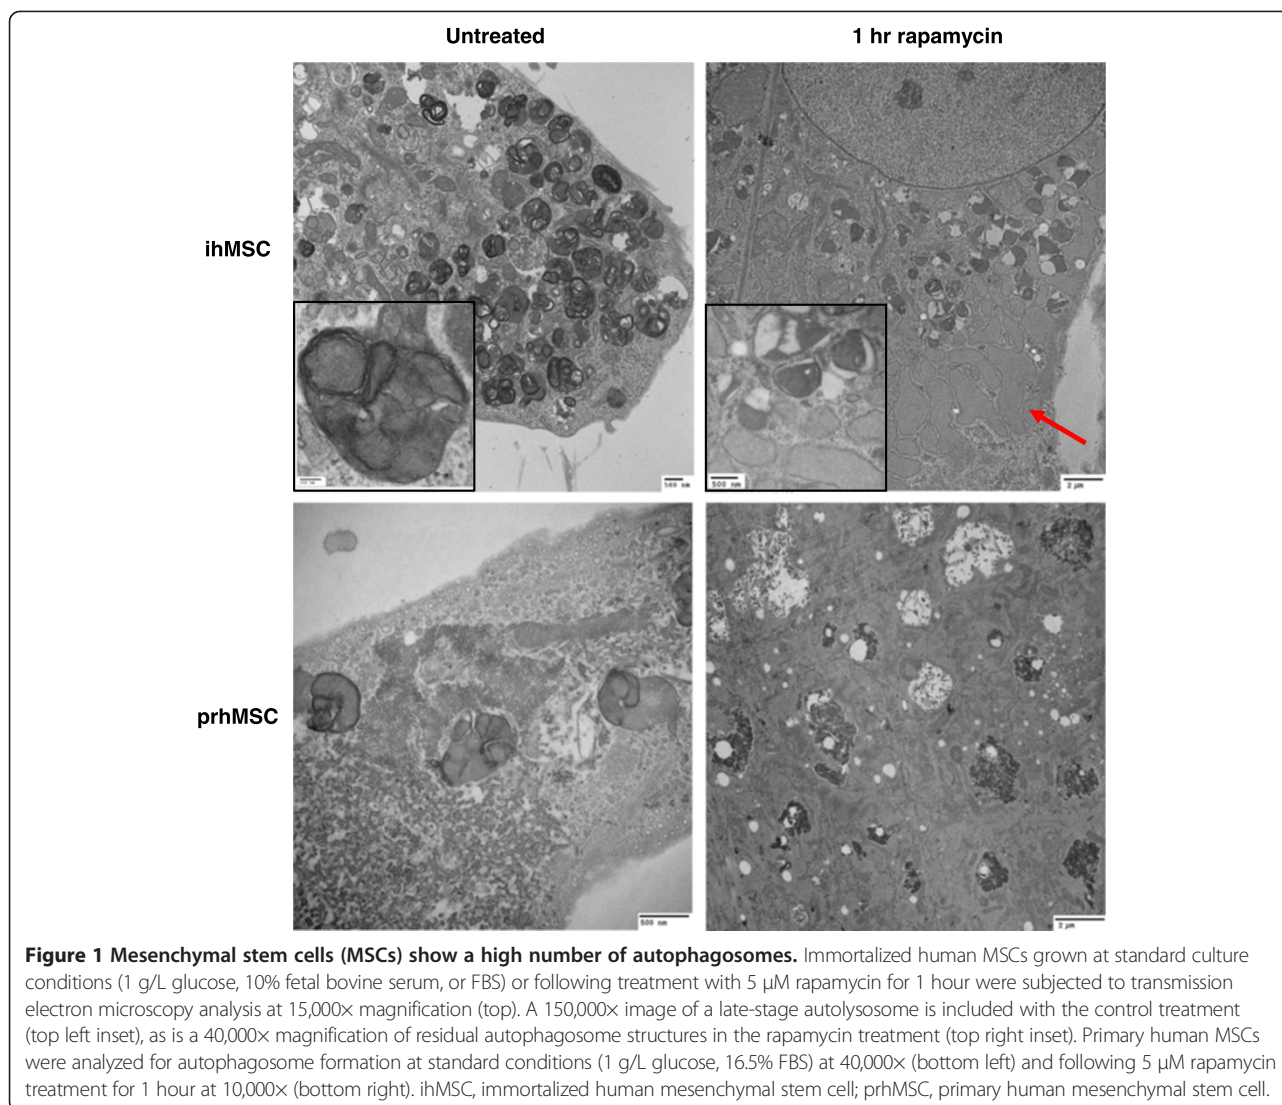 Untreated
1 hr rapamycin
ihMSC
500 nm
500 nm
2 µm
prhMSC
500 nm
2 µm
Figure 1 Mesenchymal stem cells (MSCs) show a high number of autophagosomes. Immortalized human MSCs grown at standard culture
conditions (1 g/L glucose, 10% fetal bovine serum, or FBS) or following treatment with 5 µM rapamycin for 1 hour were subjected to transmission
electron microscopy analysis at 15,000× magnification (top). A 150,000× image of a late-stage autolysosome is included with the control treatment
(top left inset), as is a 40,000× magnification of residual autophagosome structures in the rapamycin treatment (top right inset). Primary human MSCs
were analyzed for autophagosome formation at standard conditions (1 g/L glucose, 16.5% FBS) at 40,000× (bottom left) and following 5 µM rapamycin
treatment for 1 hour at 10,000× (bottom right). ihMSC, immortalized human mesenchymal stem cell; prhMSC, primary human mesenchymal stem cell.